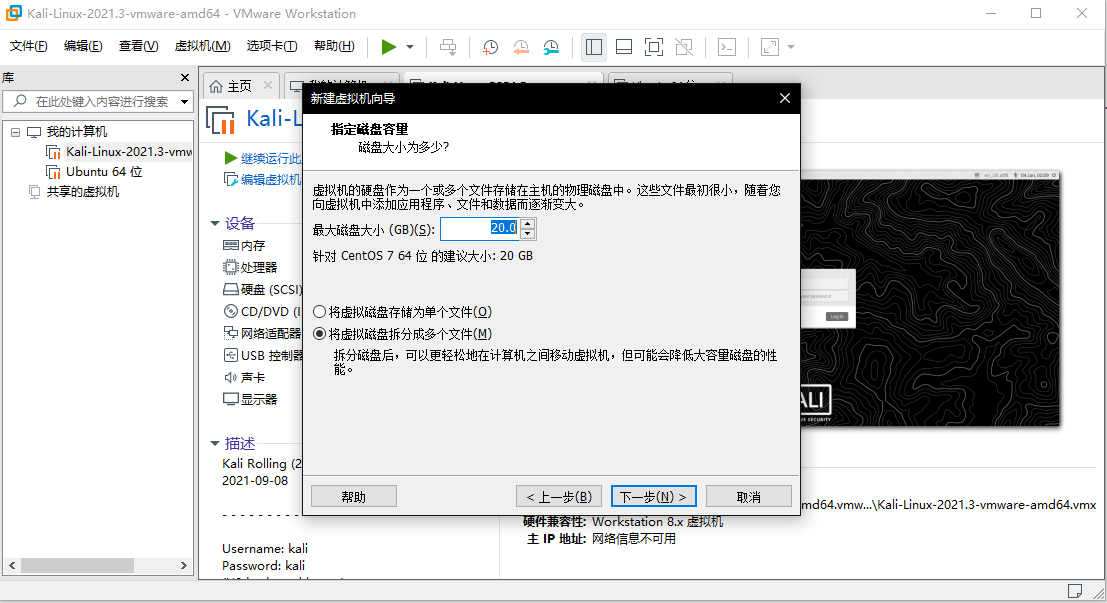 Kali-Linux-2021.3-vmware-amd64 - VMware Workstation
文件(F) 编辑(E) 查看(V) 虚拟机(M) 选项卡(T) 帮助(H)
库
在此处键入内容进行搜索
我的计算机
Kali-Linux-2021.3-vmw
Ubuntu 64 位
共享的虚拟机
主页
Kali-L
继续运行此
编辑虚拟机
设备
内存
处理器
硬盘 (SCSI)
CD/DVD (I
网络适配器
USB 控制器
声卡
显示器
描述
Kali Rolling (2
2021-09-08
- - - - - - - - - -
Username: kali
Password: kali
新建虚拟机向导
指定磁盘容量
磁盘大小为多少?
虚拟机的硬盘作为一个或多个文件存储在主机的物理磁盘中。这些文件最初很小，随着您
向虚拟机中添加应用程序、文件和数据而逐渐变大。
最大磁盘大小 (GB)(S): 20.0
针对 CentOS 7 64 位 的建议大小: 20 GB
将虚拟磁盘存储为单个文件(O)
将虚拟磁盘拆分成多个文件(M)
拆分磁盘后，可以更轻松地在计算机之间移动虚拟机，但可能会降低大容量磁盘的性
能。
帮助 < 上一步(B) 下一步(N) > 取消
Log In
ALI
md64.vmw...\Kali-Linux-2021.3-vmware-amd64.vmx
硬件兼容性: Workstation 8.x 虚拟机
主 IP 地址: 网络信息不可用